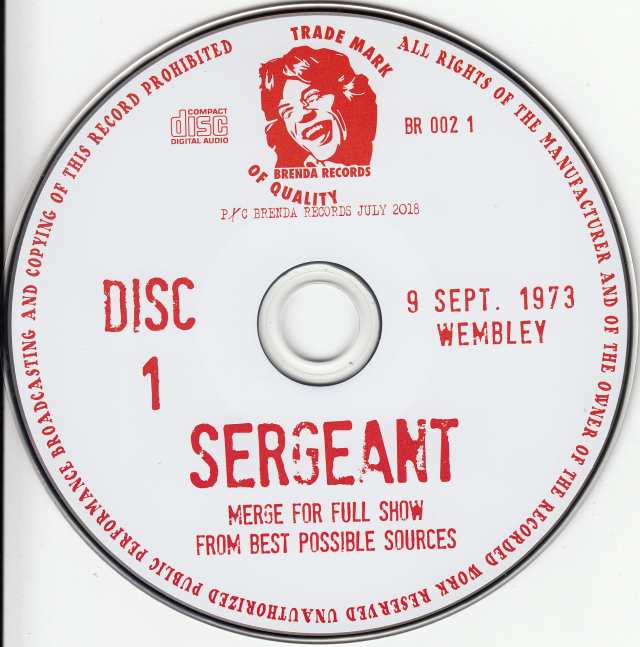 TRADE MARK
OF QUALITY
BRENDA RECORDS
COMPACT
disc
DIGITAL AUDIO
BR 002 1
P/C BRENDA RECORDS JULY 2018
DISC
1
9 SEPT. 1973
WEMBLEY
SERGEANT
MERGE FOR FULL SHOW
FROM BEST POSSIBLE SOURCES
ALL RIGHTS OF THE MANUFACTURER AND OF THE OWNER OF THE RECORDED WORK RESERVED UNAUTHORIZED PUBLIC PERFORMANCE BROADCASTING AND COPYING OF THIS RECORD PROHIBITED